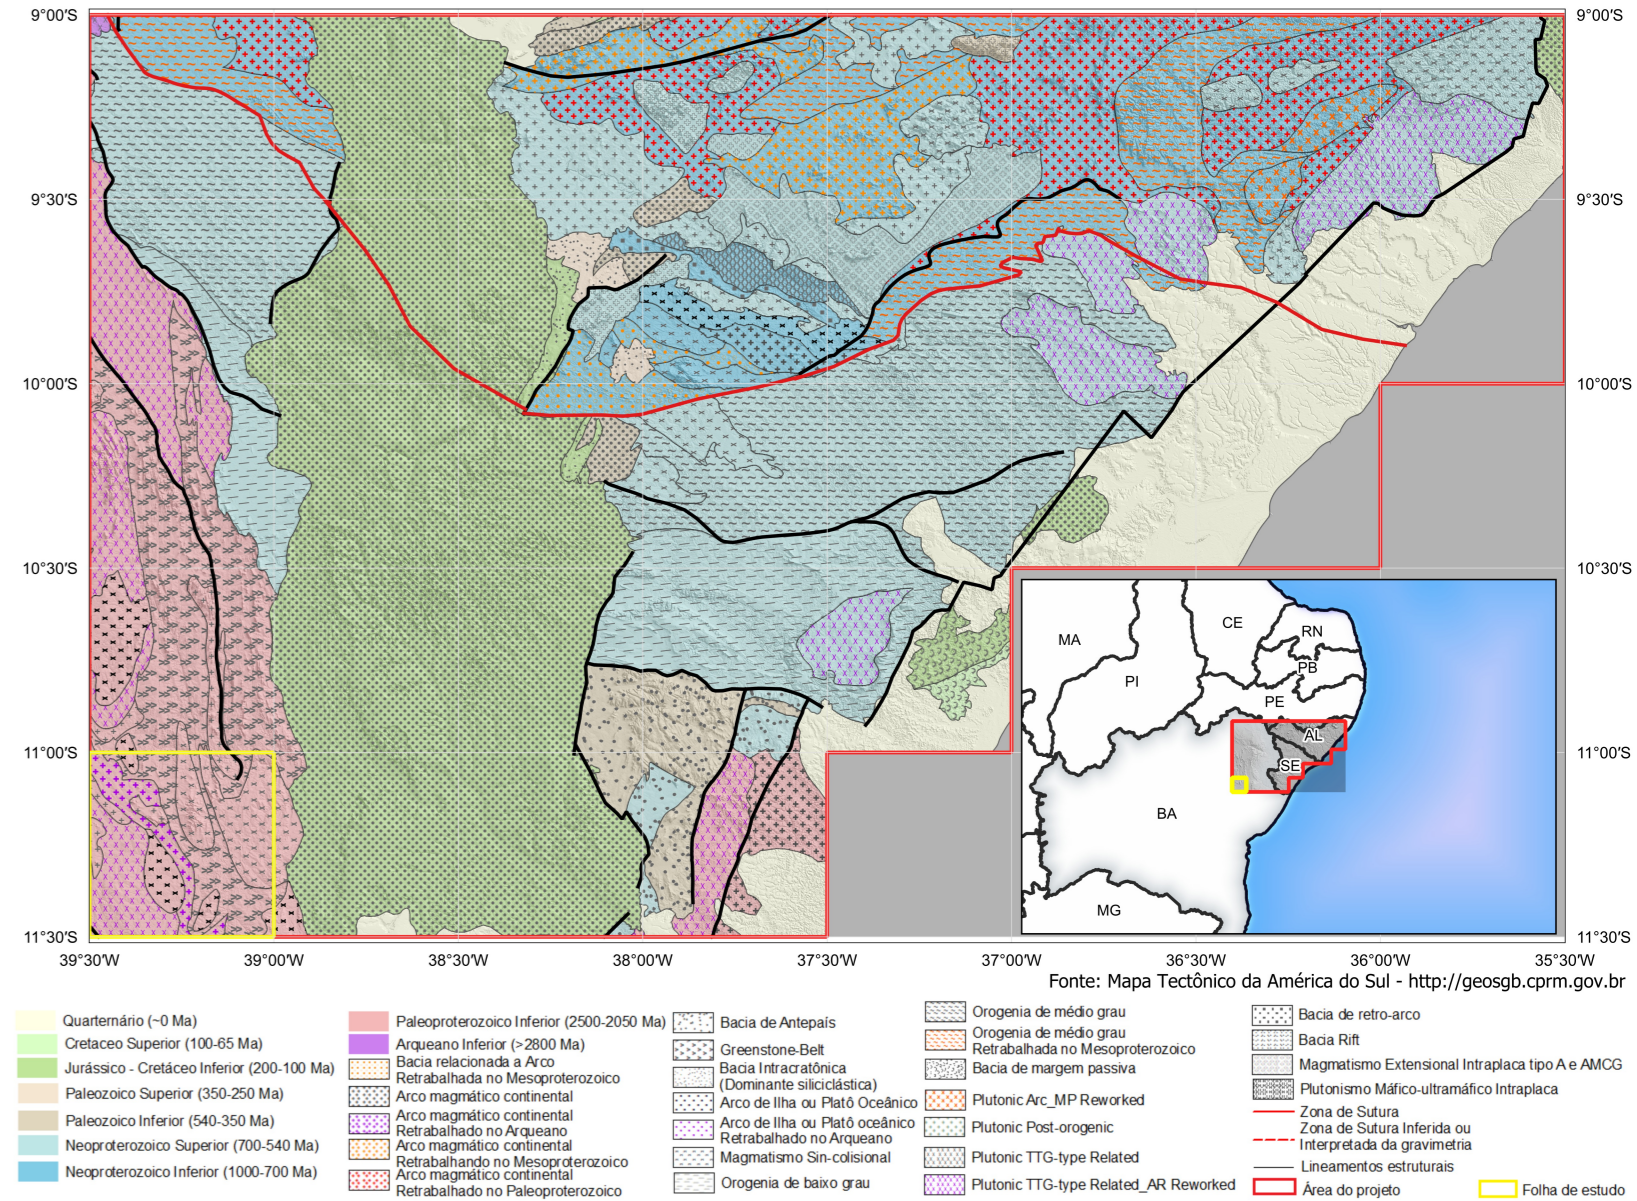 9°00'S
9°00'S
9°30'S
9°30'S
10°00'S
10°00'S
10°30'S
10°30'S
MA
CE
RN
PB
PI
PE
AL
SE
BA
MG
11°00'S
11°00'S
11°30'S
11°30'S
39°30'W
39°00'W
38°30'W
38°00'W
37°30'W
37°00'W
36°30'W
36°00'W
35°30'W
Fonte: Mapa Tectônico da América do Sul - http://geosgb.cprm.gov.br
Quarternário (~0 Ma)
Cretaceo Superior (100-65 Ma)
Jurássico - Cretáceo Inferior (200-100 Ma)
Paleozoico Superior (350-250 Ma)
Paleozoico Inferior (540-350 Ma)
Neoproterozoico Superior (700-540 Ma)
Neoproterozoico Inferior (1000-700 Ma)
Paleoproterozoico Inferior (2500-2050 Ma)
Arqueano Inferior (>2800 Ma)
Bacia relacionada a Arco
Retrabalhada no Mesoproterozoico
Arco magmático continental
Arco magmático continental
Retrabalhado no Arqueano
Arco magmático continental
Retrabalhando no Mesoproterozoico
Arco magmático continental
Retrabalhado no Paleoproterozoico
Bacia de Antepaís
Greenstone-Belt
Bacia Intracratônica
(Dominante siliciclástica)
Arco de Ilha ou Platô Oceânico
Arco de Ilha ou Platô oceânico
Retrabalhado no Arqueano
Magmatismo Sin-colisional
Orogenia de baixo grau
Orogenia de médio grau
Orogenia de médio grau
Retrabalhada no Mesoproterozoico
Bacia de margem passiva
Plutonic Arc_MP Reworked
Plutonic Post-orogenic
Plutonic TTG-type Related
Plutonic TTG-type Related_AR Reworked
Bacia de retro-arco
Bacia Rift
Magmatismo Extensional Intraplaca tipo A e AMCG
Plutonismo Máfico-ultramáfico Intraplaca
Zona de Sutura
Zona de Sutura Inferida ou
Interpretada da gravimetria
Lineamentos estruturais
Área do projeto
Folha de estudo